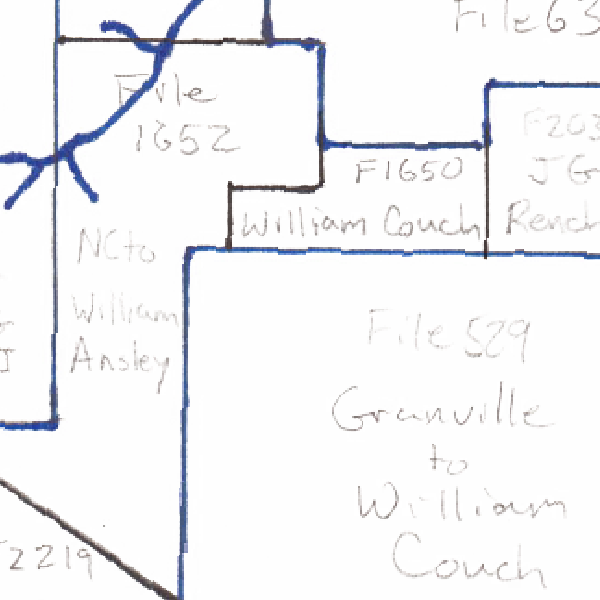 File 63
File
1652
F203
J G
Rench
F1650
William Couch
NC to
William
Ansley
File 529
Granville
to
William
Couch
2219